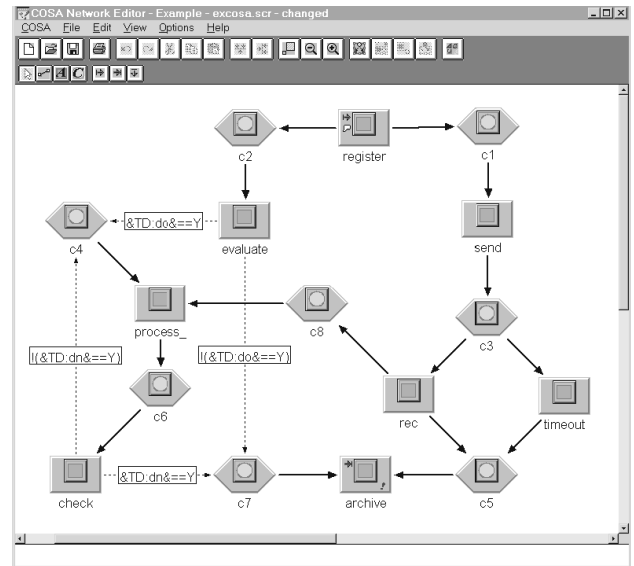 COSA Network Editor - Example - excosa.scr - changed
COSA File Edit View Options Help
A C
c2
register
c1
&TD:do&==Y
c4
evaluate
send
process_
c8
c3
!(&TD:dn&==Y)
!(&TD:do&==Y)
c6
rec
timeout
&TD:dn&==Y
check
c7
archive
c5